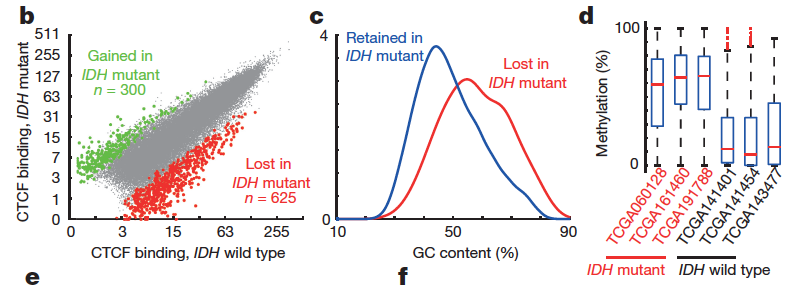 b
511
255
127
63
31
15
7
3
1
0
CTCF binding, IDH mutant
Gained in
IDH mutant
n = 300
Lost in
IDH mutant
n = 625
0 3 15 63 255
CTCF binding, IDH wild type
c
4
0
Retained in
IDH mutant
Lost in
IDH mutant
10 50 90
GC content (%)
d
100
0
Methylation (%)
TCGA060128
TCGA161460
TCGA191788
TCGA141401
TCGA141454
TCGA143477
IDH mutant IDH wild type
e
f